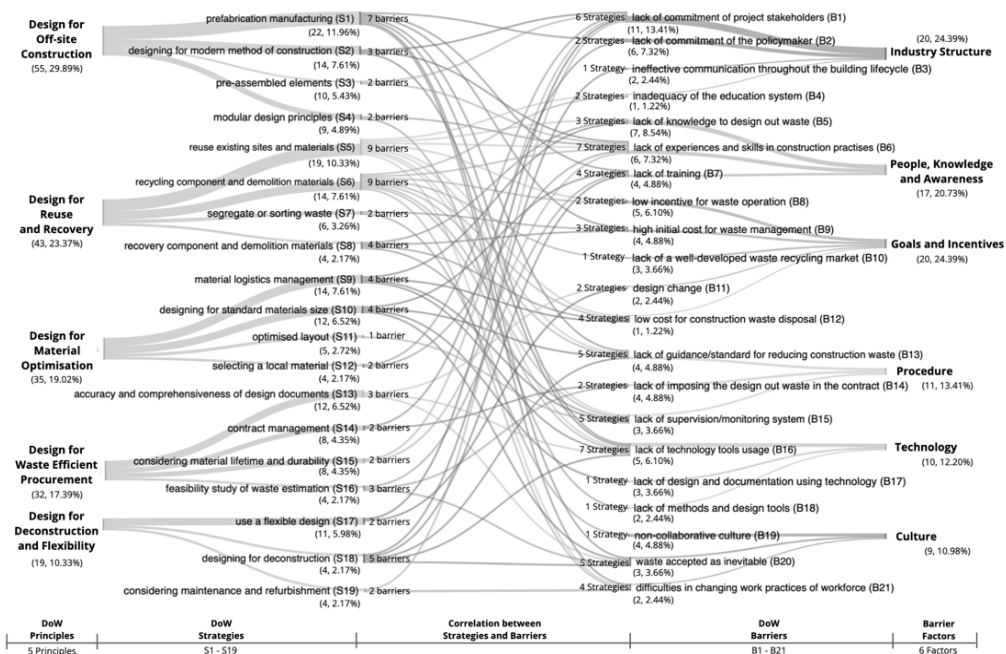 Design for
Off-site
Construction
(55, 29.89%)
Design for
Reuse
and Recovery
(43, 23.37%)
Design for
Material
Optimisation
(35, 19.02%)
Design for
Waste Efficient
Procurement
(32, 17.39%)
Design for
Deconstruction
and Flexibility
(19, 10.33%)
prefabrication manufacturing (S1) 7 barriers
(22, 11.96%)
designing for modern method of construction (S2) 3 barriers
(14, 7.61%)
pre-assembled elements (S3) 2 barriers
(10, 5.43%)
modular design principles (S4) 2 barriers
(9, 4.89%)
reuse existing sites and materials (S5) 9 barriers
(19, 10.33%)
recycling component and demolition materials (S6) 9 barriers
(14, 7.61%)
segregate or sorting waste (S7) 2 barriers
(6, 3.26%)
recovery component and demolition materials (S8) 4 barriers
(4, 2.17%)
material logistics management (S9) 4 barriers
(14, 7.61%)
designing for standard materials size (S10) 4 barriers
(12, 6.52%)
optimised layout (S11) 1 barrier
(5, 2.72%)
selecting a local material (S12) 2 barriers
(4, 2.17%)
accuracy and comprehensiveness of design documents (S13) 3 barriers
(12, 6.52%)
contract management (S14) 2 barriers
(8, 4.35%)
considering material lifetime and durability (S15) 2 barriers
(8, 4.35%)
feasibility study of waste estimation (S16) 3 barriers
(4, 2.17%)
use a flexible design (S17) 2 barriers
(11, 5.98%)
designing for deconstruction (S18) 5 barriers
(4, 2.17%)
considering maintenance and refurbishment (S19) 2 barriers
(4, 2.17%)
6 Strategies lack of commitment of project stakeholders (B1)
(11, 13.41%)
2 Strategies lack of commitment of the policymaker (B2)
(6, 7.32%)
1 Strategy ineffective communication throughout the building lifecycle (B3)
(2, 2.44%)
2 Strategies inadequacy of the education system (B4)
(1, 1.22%)
3 Strategies lack of knowledge to design out waste (B5)
(7, 8.54%)
7 Strategies lack of experiences and skills in construction practises (B6)
(6, 7.32%)
4 Strategies lack of training (B7)
(4, 4.88%)
2 Strategies low incentive for waste operation (B8)
(5, 6.10%)
3 Strategies high initial cost for waste management (B9)
(4, 4.88%)
1 Strategy lack of a well-developed waste recycling market (B10)
(3, 3.66%)
2 Strategies design change (B11)
(2, 2.44%)
4 Strategies low cost for construction waste disposal (B12)
(1, 1.22%)
5 Strategies lack of guidance/standard for reducing construction waste (B13)
(4, 4.88%)
2 Strategies lack of imposing the design out waste in the contract (B14)
(4, 4.88%)
5 Strategies lack of supervision/monitoring system (B15)
(3, 3.66%)
7 Strategies lack of technology tools usage (B16)
(5, 6.10%)
1 Strategy lack of design and documentation using technology (B17)
(3, 3.66%)
1 Strategy lack of methods and design tools (B18)
(2, 2.44%)
1 Strategy non-collaborative culture (B19)
(4, 4.88%)
5 Strategies waste accepted as inevitable (B20)
(3, 3.66%)
4 Strategies difficulties in changing work practices of workforce (B21)
(2, 2.44%)
(20, 24.39%)
Industry Structure
People, Knowledge
and Awareness
(17, 20.73%)
Goals and Incentives
(20, 24.39%)
Procedure
(11, 13.41%)
Technology
(10, 12.20%)
Culture
(9, 10.98%)
DoW
Principles
5 Principles
DoW
Strategies
S1 - S19
Correlation between
Strategies and Barriers
DoW
Barriers
B1 - B21
Barrier
Factors
6 Factors